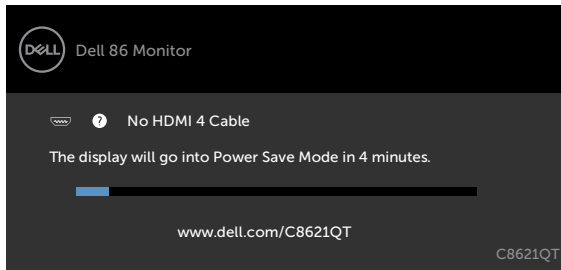 DELL
Dell 86 Monitor
? No HDMI 4 Cable
The display will go into Power Save Mode in 4 minutes.
www.dell.com/C8621QT
C8621QT